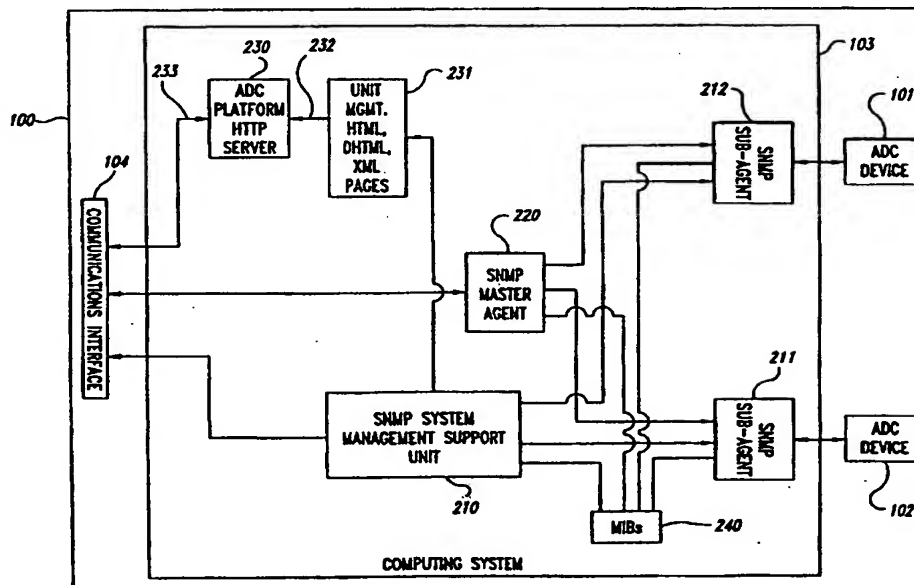 230
232
233
ADC
PLATFORM
HTTP
SERVER
231
UNIT
MGMT.
HTML,
DHTML,
XML
PAGES
103
212
SNMP
SUB-AGENT
101
ADC
DEVICE
100
104
COMMUNICATIONS INTERFACE
220
SNMP
MASTER
AGENT
211
SNMP
SUB-AGENT
SNMP SYSTEM
MANAGEMENT SUPPORT
UNIT
210
ADC
DEVICE
102
MIBs
240
COMPUTING SYSTEM